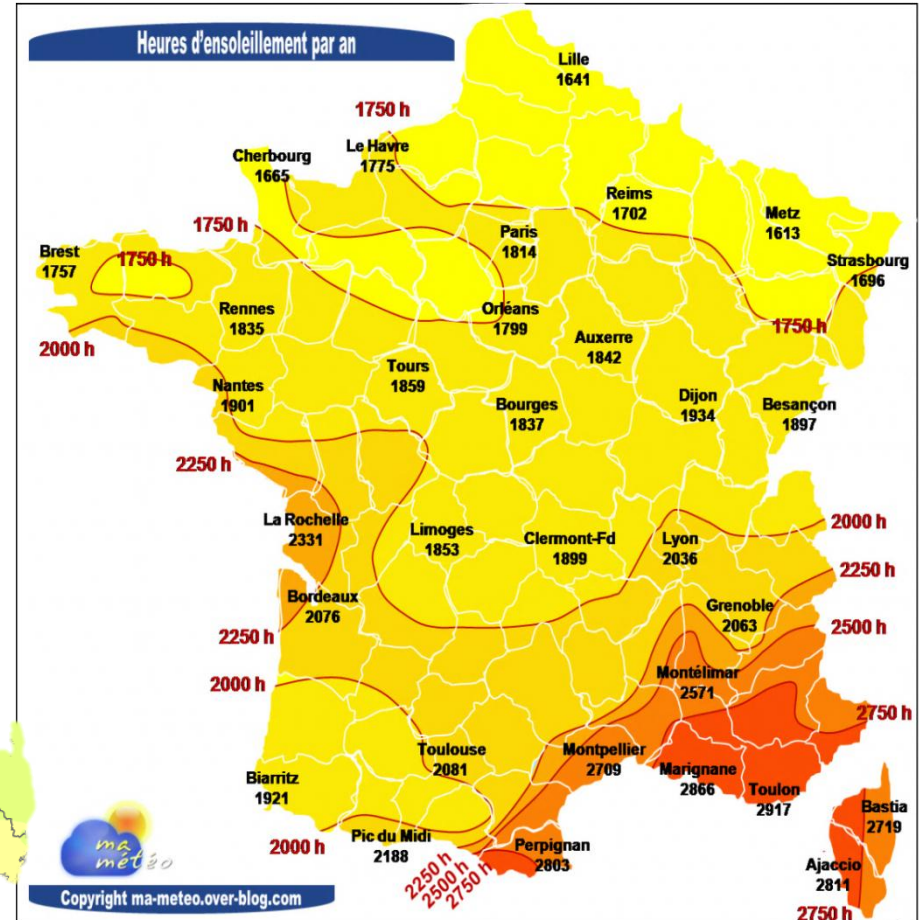 Heures d'ensoleillement par an
Lille
1641
1750 h
Le Havre
1775
Cherbourg
1665
Reims
1702
Metz
1613
1750 h
Paris
1814
Brest
1757
1750 h
Strasbourg
1696
Rennes
1835
Orléans
1799
1750 h
2000 h
Auxerre
1842
Tours
1859
Nantes
1901
Bourges
1837
Dijon
1934
Besançon
1897
2250 h
La Rochelle
2331
Limoges
1853
Clermont-Fd
1899
Lyon
2036
2000 h
2250 h
Bordeaux
2076
Grenoble
2063
2250 h
2500 h
Montélimar
2571
2000 h
2750 h
Toulouse
2081
Montpellier
2709
Marignane
2866
Toulon
2917
Biarritz
1921
Bastia
2719
Pic du Midi
2188
2000 h
Perpignan
2803
2250 h
2500 h
2750 h
Ajaccio
2811
2750 h
ma
météo
Copyright ma-meteo.over-blog.com